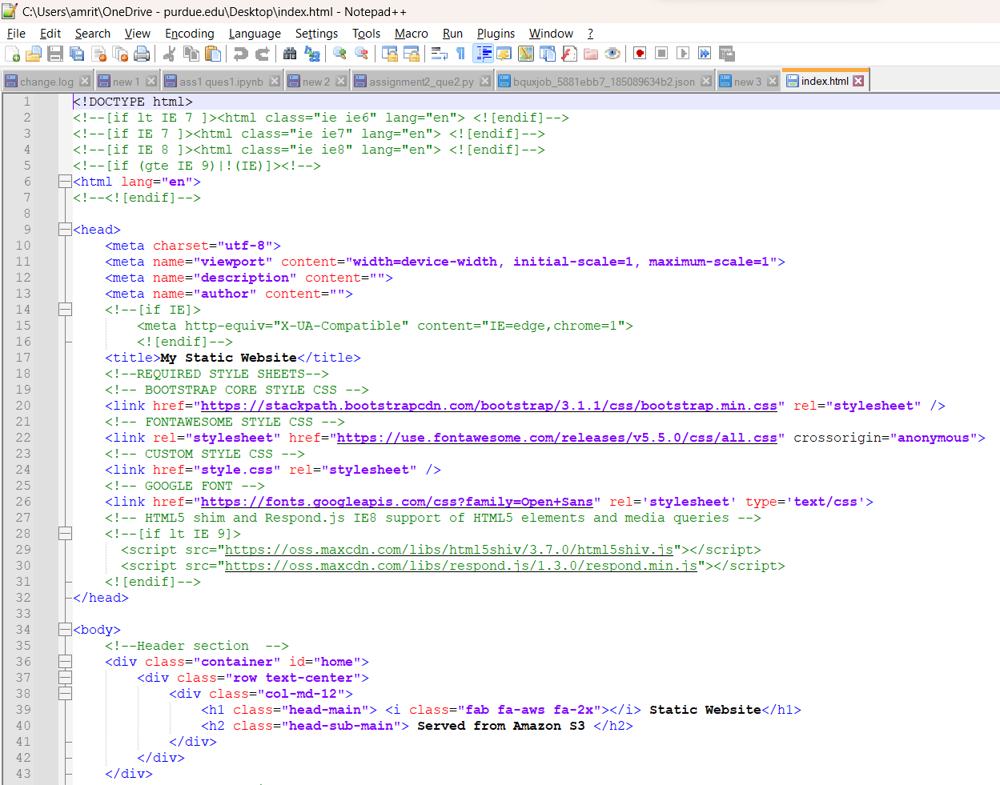 C:\Users\amrit\OneDrive - purdue.edu\Desktop\index.html - Notepad++
File Edit Search View Encoding Language Settings Tools Macro Run Plugins Window ?
change.log new 1 ass1 ques1.ipynb new 2 assignment2_que2.py bquxjob_5881ebb7_185089634b2.json new 3 index.html
1 <!DOCTYPE html>
2 <!--[if lt IE 7 ]><html class="ie ie6" lang="en"> <![endif]-->
3 <!--[if IE 7 ]><html class="ie ie7" lang="en"> <![endif]-->
4 <!--[if IE 8 ]><html class="ie ie8" lang="en"> <![endif]-->
5 <!--[if (gte IE 9)|!(IE)]><!-->
6 <html lang="en">
7 <!--<![endif]-->
8
9 <head>
10 <meta charset="utf-8">
11 <meta name="viewport" content="width=device-width, initial-scale=1, maximum-scale=1">
12 <meta name="description" content="">
13 <meta name="author" content="">
14 <!--[if IE]>
15 <meta http-equiv="X-UA-Compatible" content="IE=edge,chrome=1">
16 <![endif]-->
17 <title>My Static Website</title>
18 <!--REQUIRED STYLE SHEETS-->
19 <!-- BOOTSTRAP CORE STYLE CSS -->
20 <link href="https://stackpath.bootstrapcdn.com/bootstrap/3.1.1/css/bootstrap.min.css" rel="stylesheet" />
21 <!-- FONTAWESOME STYLE CSS -->
22 <link rel="stylesheet" href="https://use.fontawesome.com/releases/v5.5.0/css/all.css" crossorigin="anonymous">
23 <!-- CUSTOM STYLE CSS -->
24 <link href="style.css" rel="stylesheet" />
25 <!-- GOOGLE FONT -->
26 <link href="https://fonts.googleapis.com/css?family=Open+Sans" rel='stylesheet' type='text/css'>
27 <!-- HTML5 shim and Respond.js IE8 support of HTML5 elements and media queries -->
28 <!--[if lt IE 9]>
29 <script src="https://oss.maxcdn.com/libs/html5shiv/3.7.0/html5shiv.js"></script>
30 <script src="https://oss.maxcdn.com/libs/respond.js/1.3.0/respond.min.js"></script>
31 <![endif]-->
32 </head>
33
34 <body>
35 <!--Header section  -->
36 <div class="container" id="home">
37 <div class="row text-center">
38 <div class="col-md-12">
39 <h1 class="head-main"> <i class="fab fa-aws fa-2x"></i> Static Website</h1>
40 <h2 class="head-sub-main"> Served from Amazon S3 </h2>
41 </div>
42 </div>
43 </div>